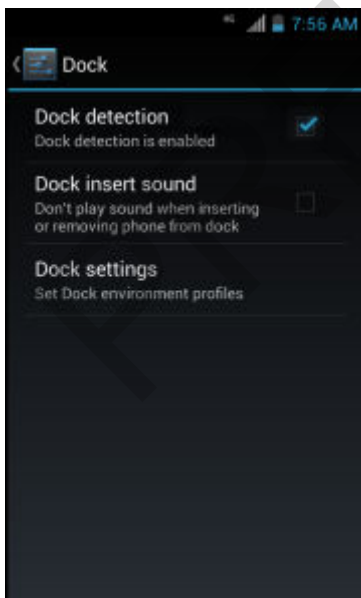 4G 7:56 AM
Dock
Dock detection
Dock detection is enabled
Dock insert sound
Don't play sound when inserting
or removing phone from dock
Dock settings
Set Dock environment profiles